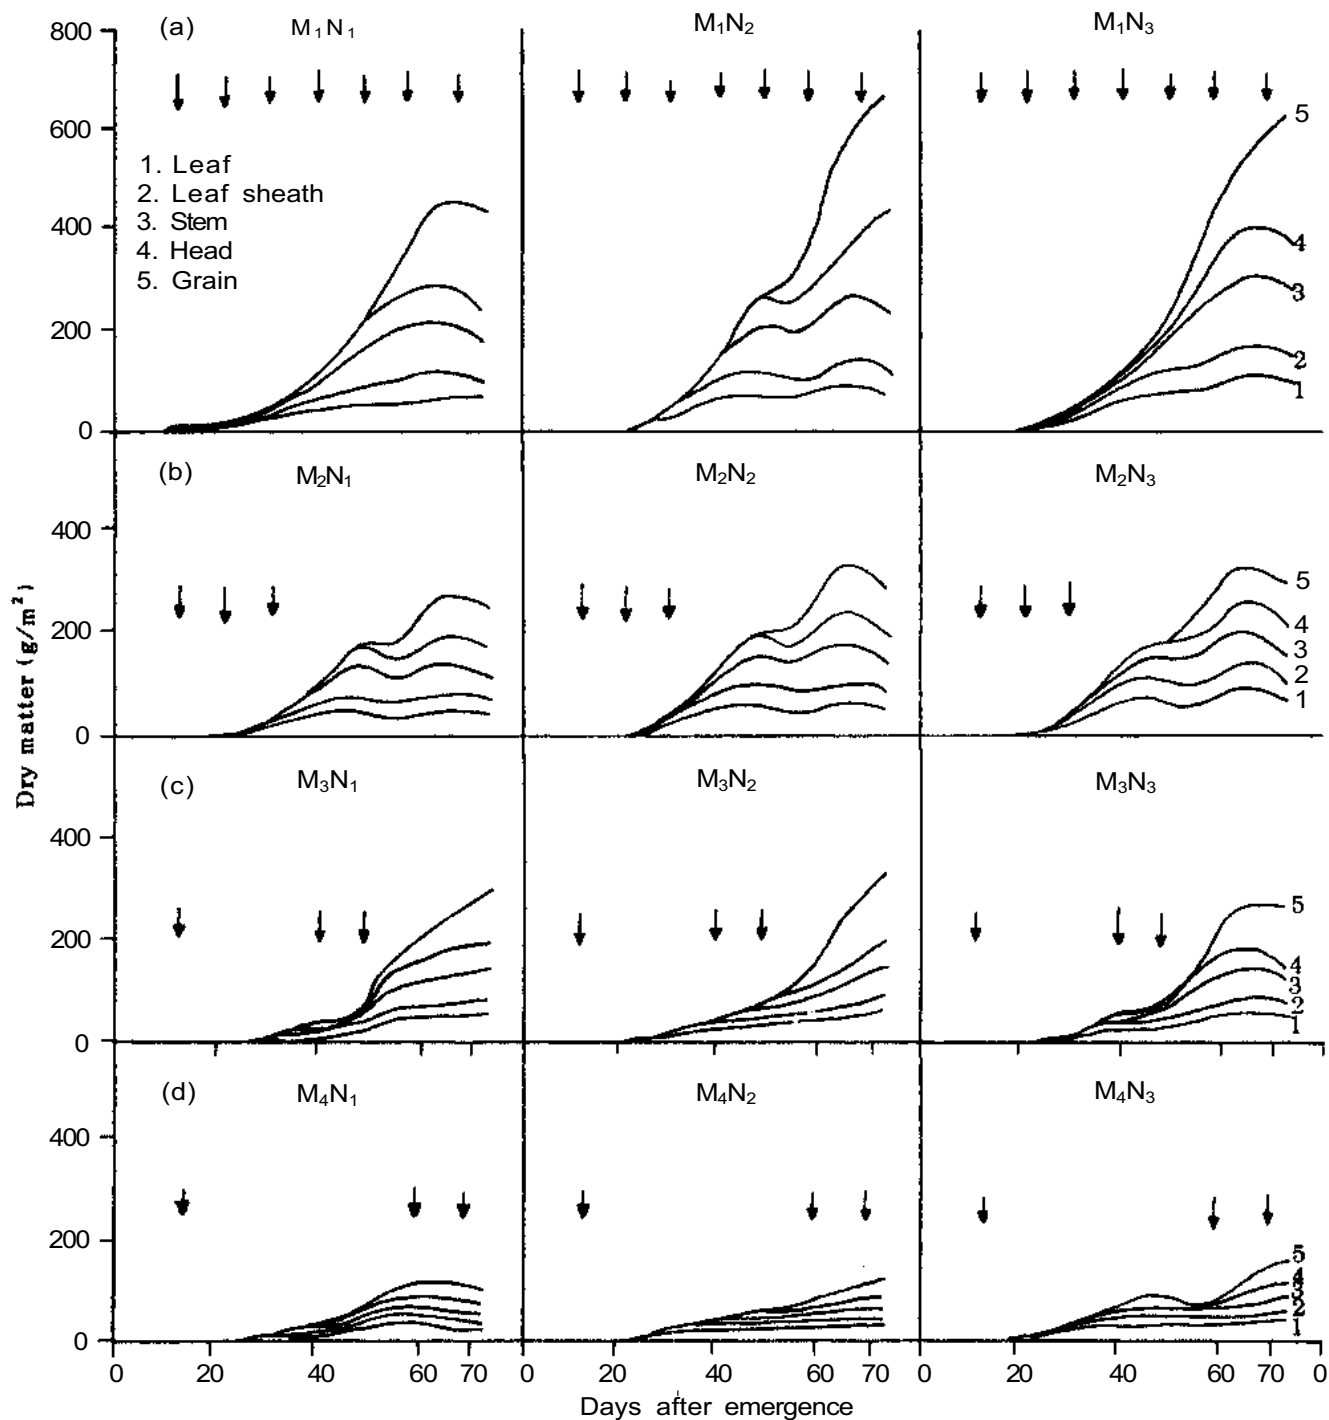 (a) M₁N₁ M₁N₂ M₁N₃
800
600
400
200
0
1. Leaf
2. Leaf sheath
3. Stem
4. Head
5. Grain
5
4
3
2
1
(b) M₂N₁ M₂N₂ M₂N₃
400
200
0
5
4
3
2
1
Dry matter (g/m²)
(c) M₃N₁ M₃N₂ M₃N₃
400
200
0
5
4
3
2
1
(d) M₄N₁ M₄N₂ M₄N₃
400
200
0
5
4
3
2
1
0 20 40 60 70 0 20 40 60 70 0 20 40 60 70 0
Days after emergence